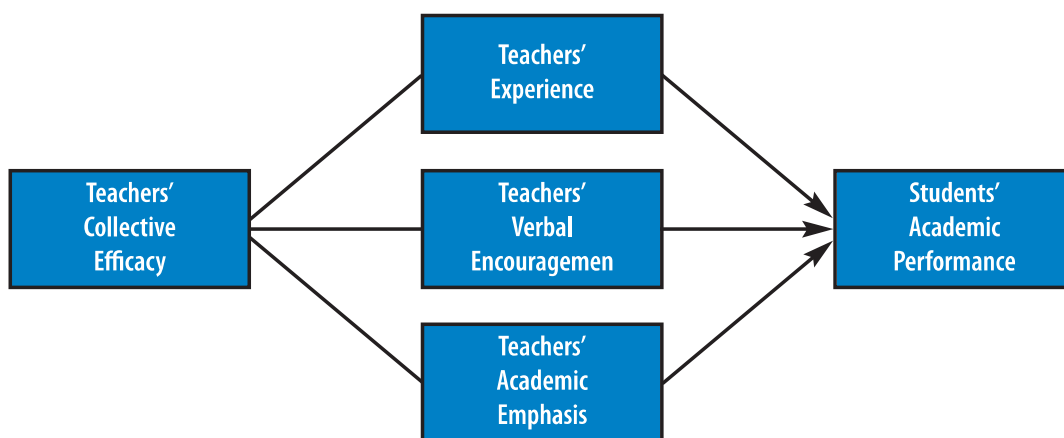 Teachers’
Experience
Teachers’
Collective
Efficacy
Teachers’
Verbal
Encouragemen
Students’
Academic
Performance
Teachers’
Academic
Emphasis